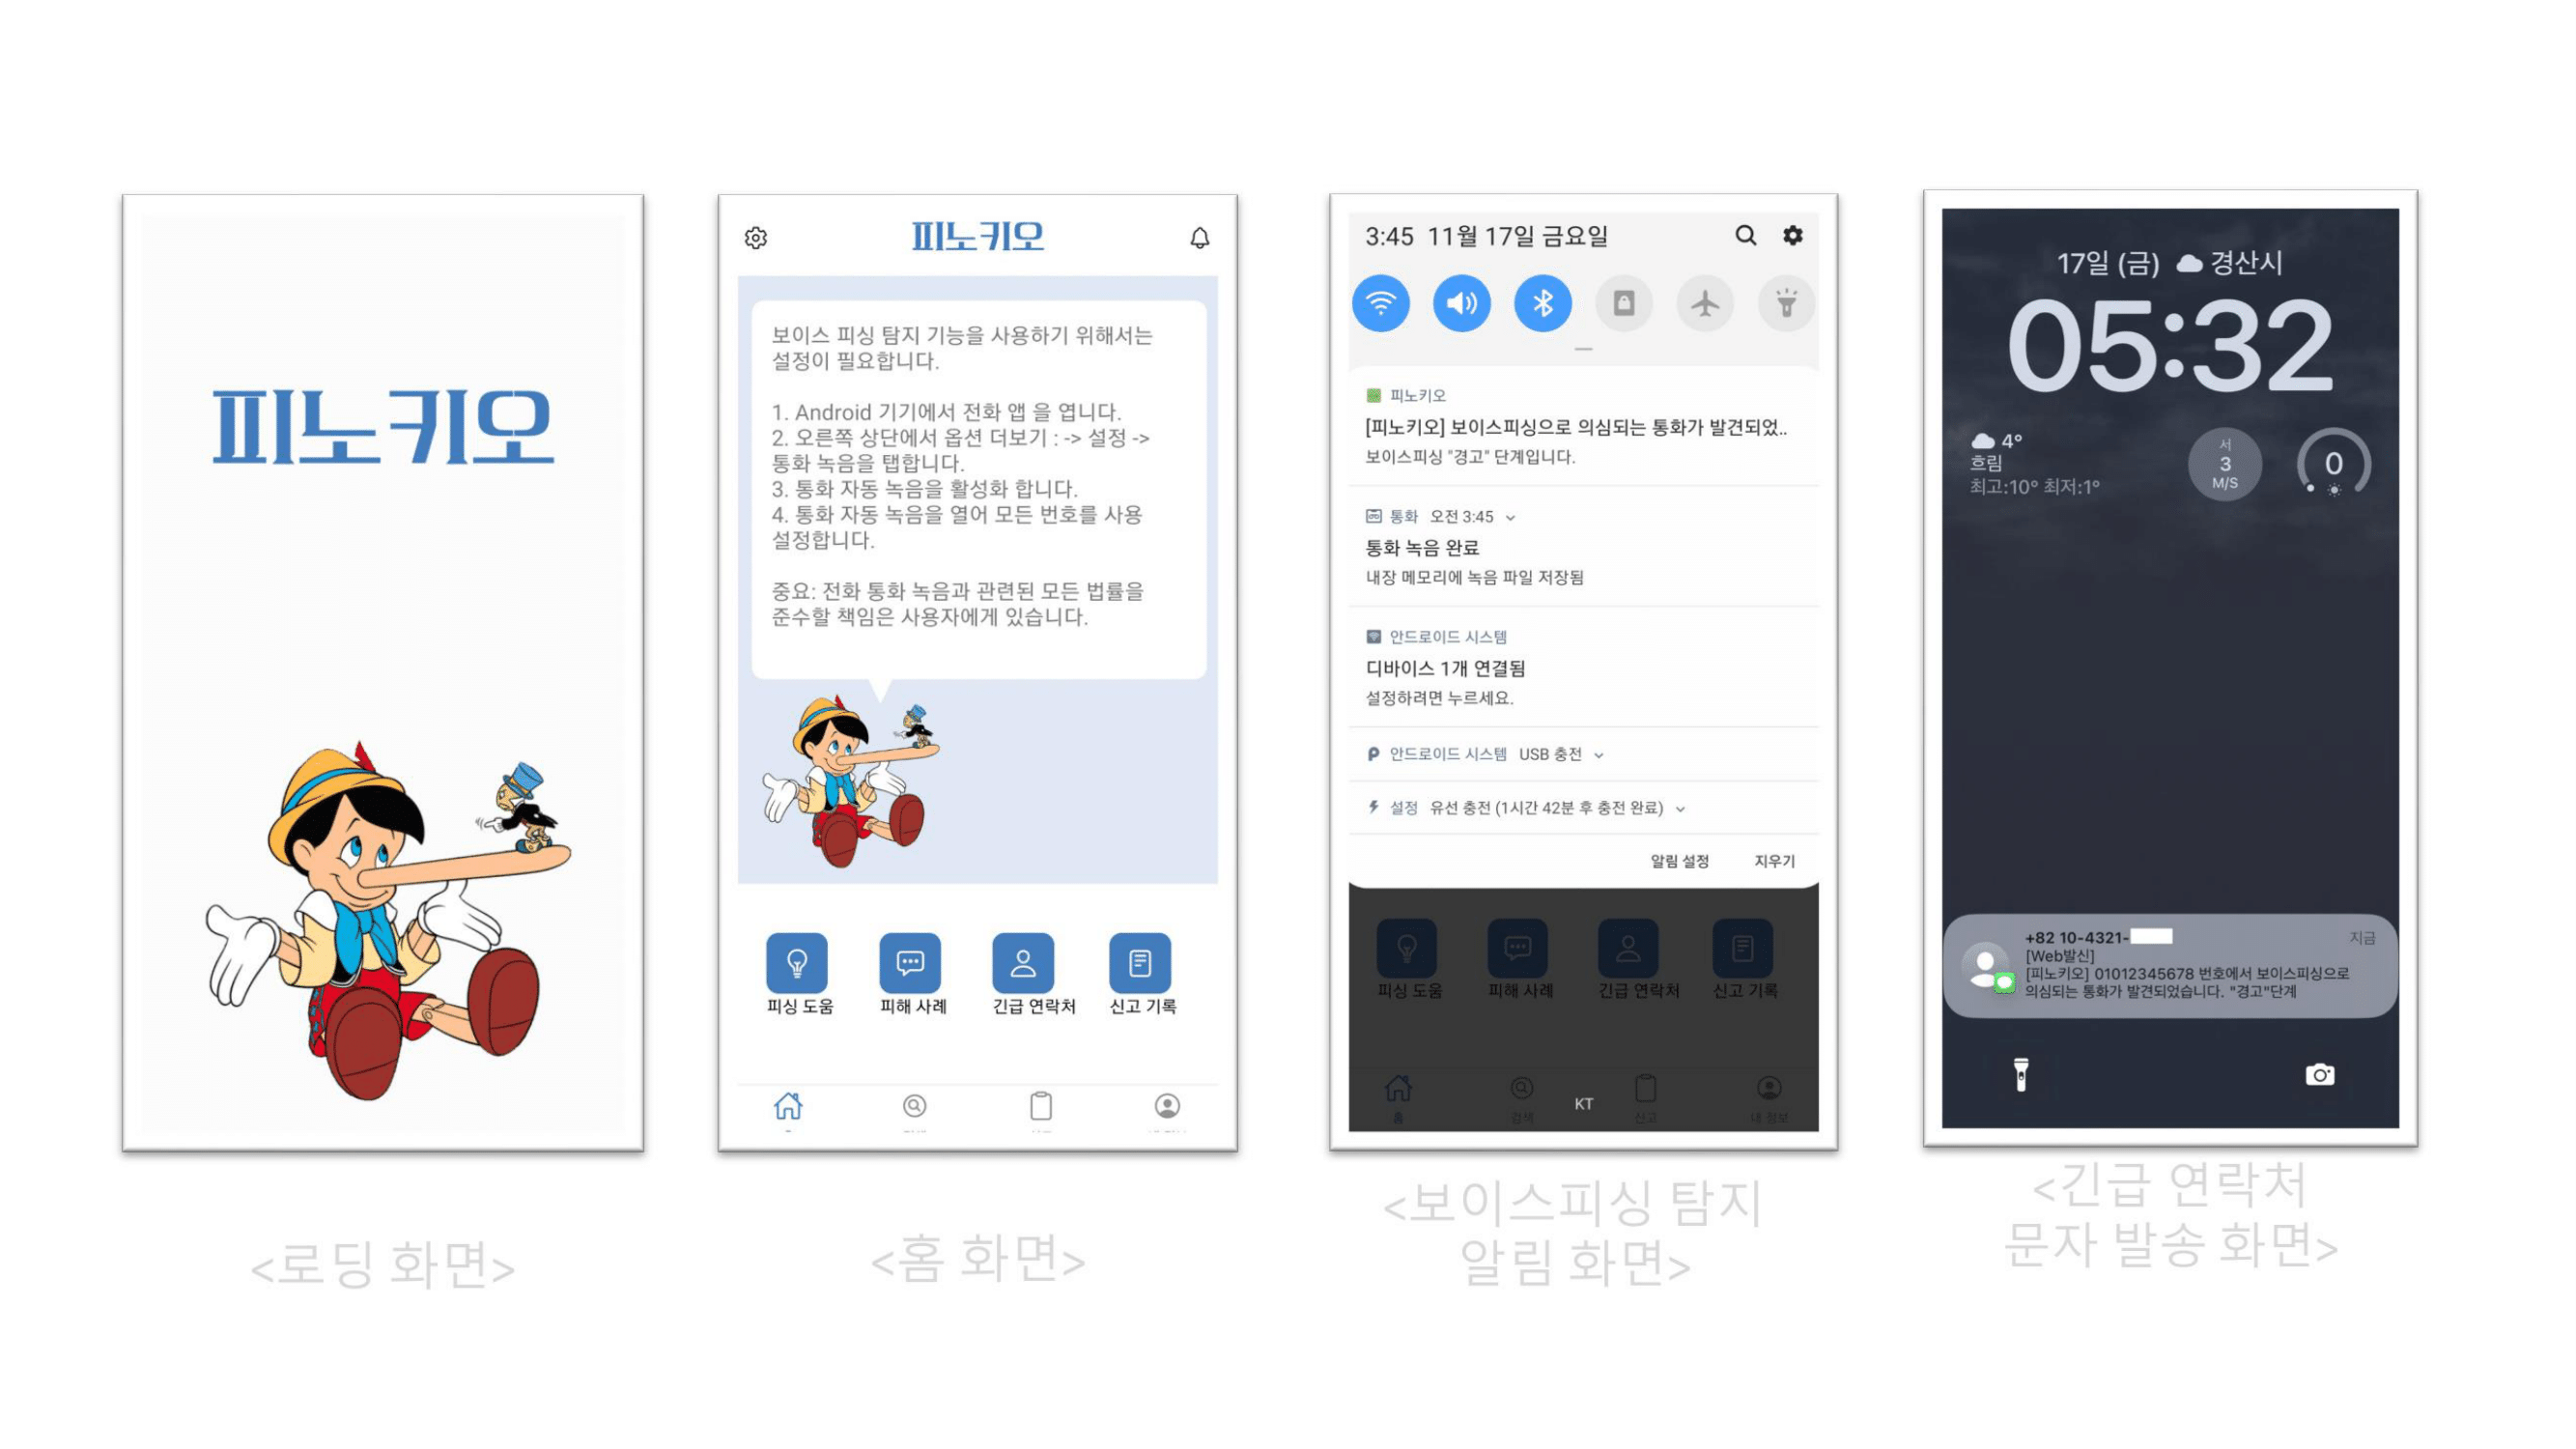 피노키오
<로딩 화면>
피노키오
보이스 피싱 탐지 기능을 사용하기 위해서는
설정이 필요합니다.
1. Android 기기에서 전화 앱 을 엽니다.
2. 오른쪽 상단에서 옵션 더보기 : -> 설정 ->
통화 녹음을 탭합니다.
3. 통화 자동 녹음을 활성화 합니다.
4. 통화 자동 녹음을 열어 모든 번호를 사용
설정합니다.
중요: 전화 통화 녹음과 관련된 모든 법률을
준수할 책임은 사용자에게 있습니다.
피싱 도움 피해 사례 긴급 연락처 신고 기록
<홈 화면>
3:45 11월 17일 금요일
피노키오
[피노키오] 보이스피싱으로 의심되는 통화가 발견되었..
보이스피싱 "경고" 단계입니다.
통화 오전 3:45
통화 녹음 완료
내장 메모리에 녹음 파일 저장됨
안드로이드 시스템
디바이스 1개 연결됨
설정하려면 누르세요.
안드로이드 시스템 USB 충전
설정 유선 충전 (1시간 42분 후 충전 완료)
알림 설정 지우기
피싱 도움 피해 사례 긴급 연락처 신고 기록
KT
홈 검색 신고 내 정보
<보이스피싱 탐지
알림 화면>
17일 (금) 경산시
05:32
4°
흐림
최고:10° 최저:1°
서
3
M/S
0
+82 10-4321-
지금
[Web발신]
[피노키오] 01012345678 번호에서 보이스피싱으로
의심되는 통화가 발견되었습니다. "경고"단계
<긴급 연락처
문자 발송 화면>